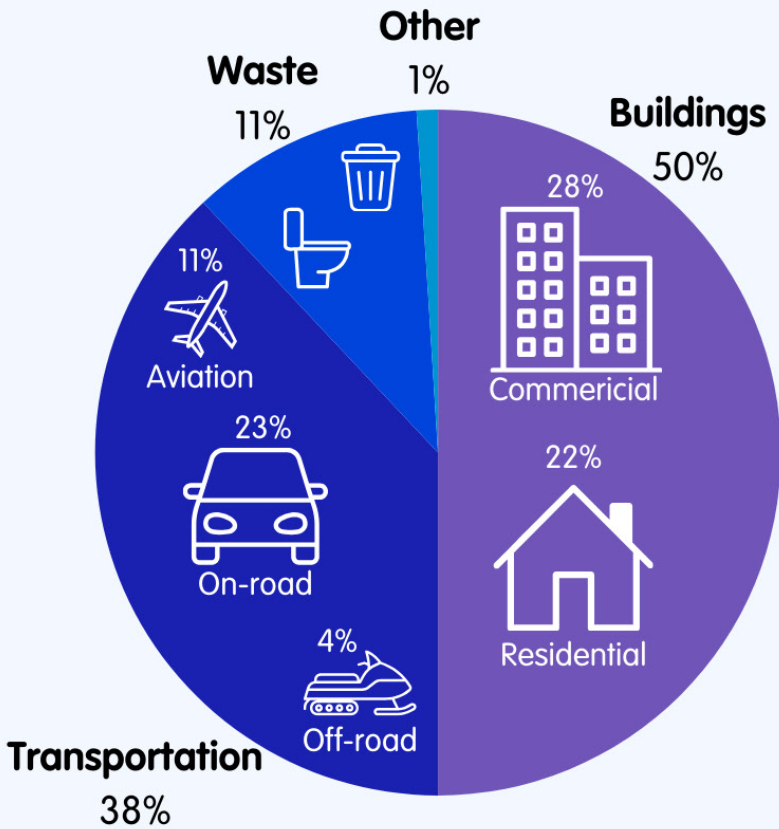 Other
1%
Waste
11%
Buildings
50%
28%
Commericial
22%
Residential
11%
Aviation
23%
On-road
4%
Off-road
Transportation
38%